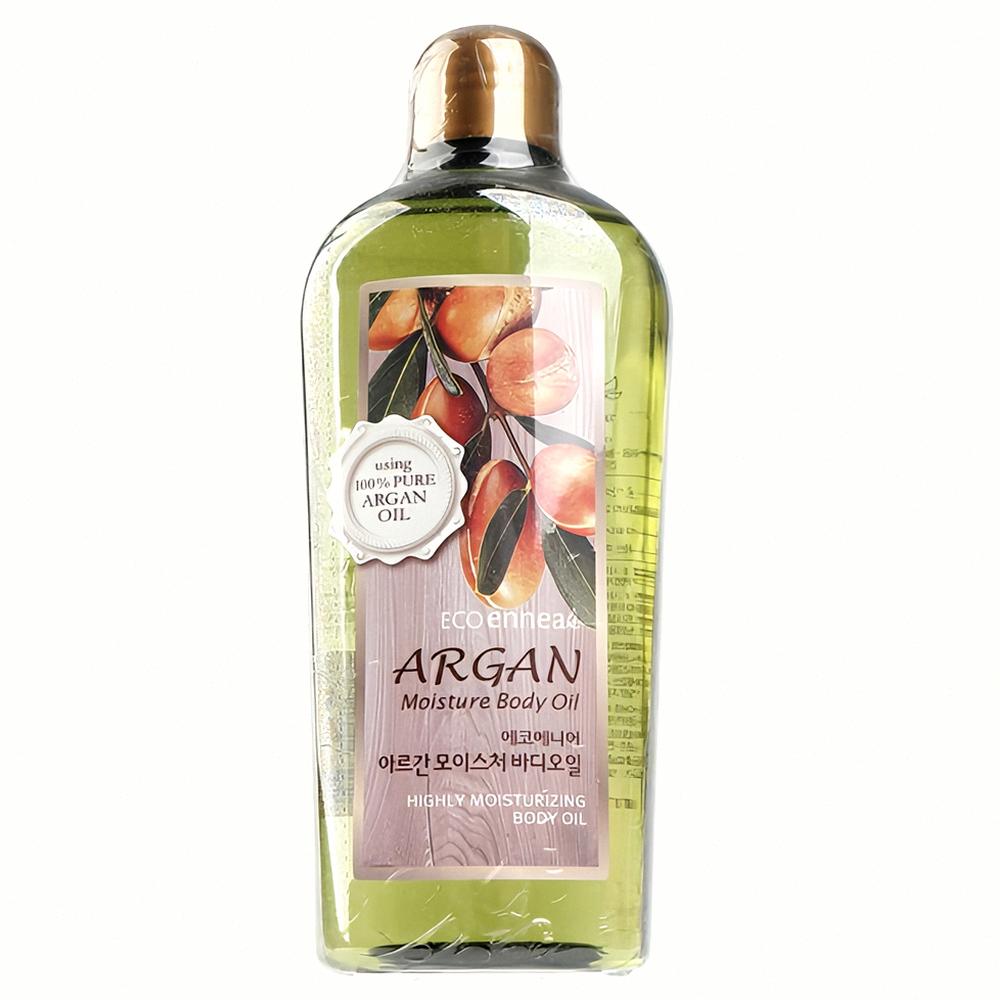 using
100% PURE
ARGAN
OIL
ECO
ARGAN
Moisture Body Oil
에코에니어
아르간 모이스처 바디오일
HIGHLY MOISTURIZING
BODY OIL